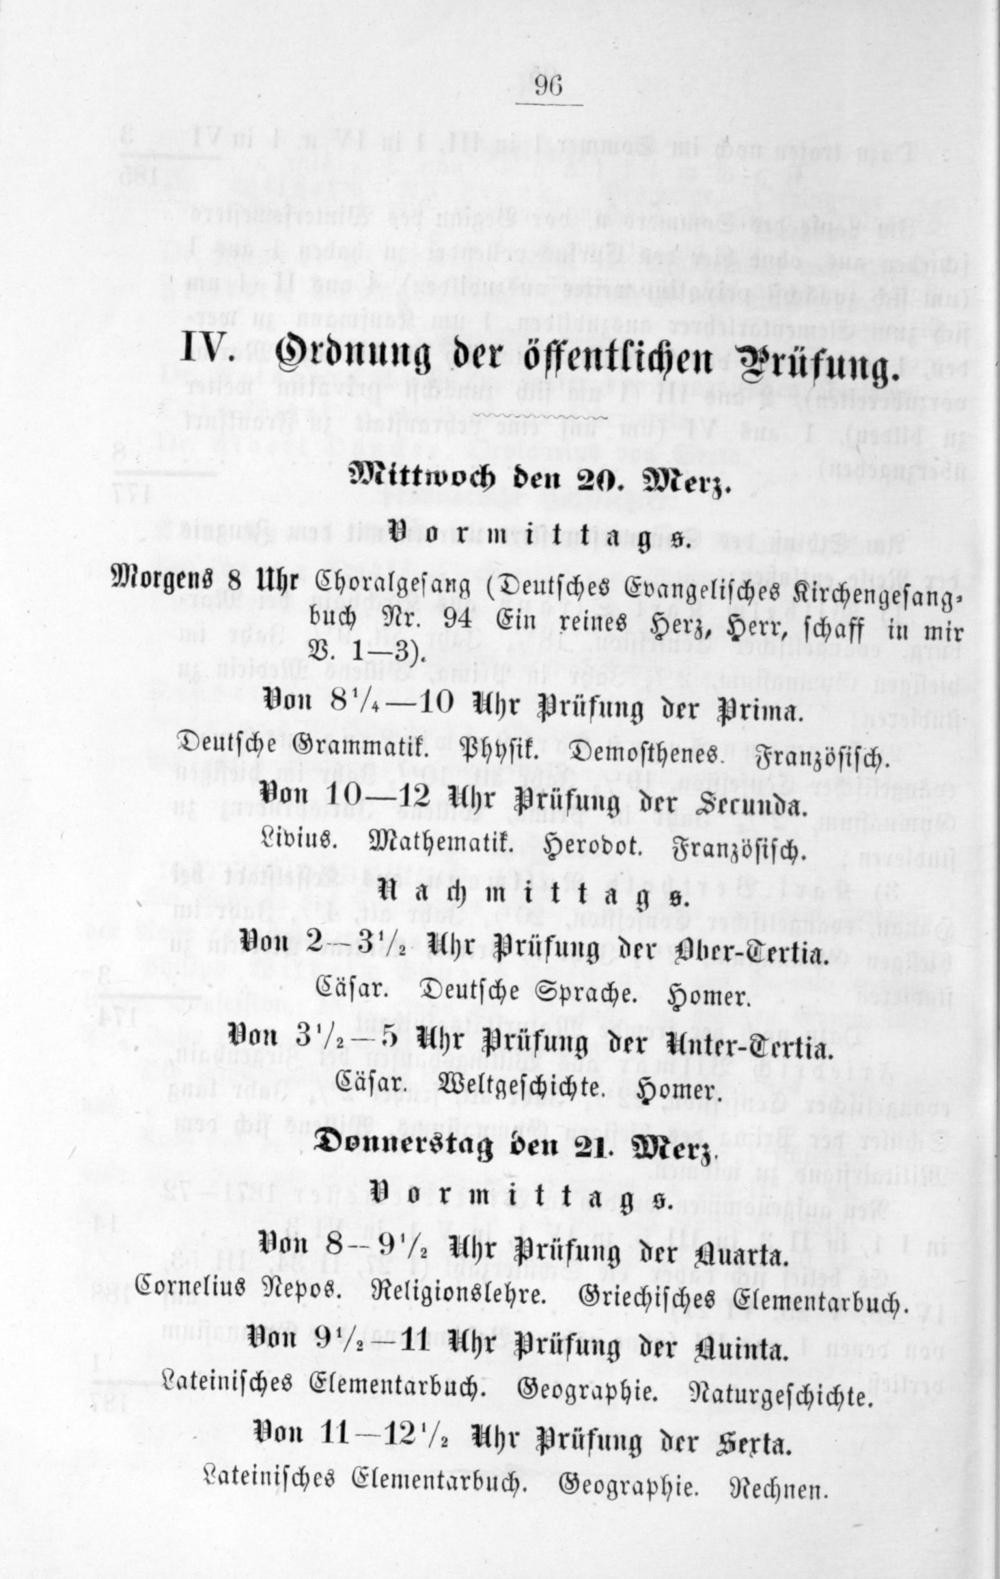 96
IV. Ordnung der öffentlichen Prüfung.
Mittwoch den 20. Merz.
Vormittags.
Morgens 8 Uhr Choralgesang (Deutsches Evangelisches Kirchengesang-
buch Nr. 94 Ein reines Herz, Herr, schaff in mir
V. 1—3).
Von 8¼—10 Uhr Prüfung der Prima.
Deutsche Grammatik. Physik. Demosthenes. Französisch.
Von 10—12 Uhr Prüfung der Secunda.
Livius. Mathematik. Herodot. Französisch.
Nachmittags.
Von 2—3½ Uhr Prüfung der Ober-Tertia.
Cäsar. Deutsche Sprache. Homer.
Von 3½—5 Uhr Prüfung der Unter-Tertia.
Cäsar. Weltgeschichte. Homer.
Donnerstag den 21. Merz.
Vormittags.
Von 8—9½ Uhr Prüfung der Quarta.
Cornelius Nepos. Religionslehre. Griechisches Elementarbuch.
Von 9½—11 Uhr Prüfung der Quinta.
Lateinisches Elementarbuch. Geographie. Naturgeschichte.
Von 11—12½ Uhr Prüfung der Sexta.
Lateinisches Elementarbuch. Geographie. Rechnen.